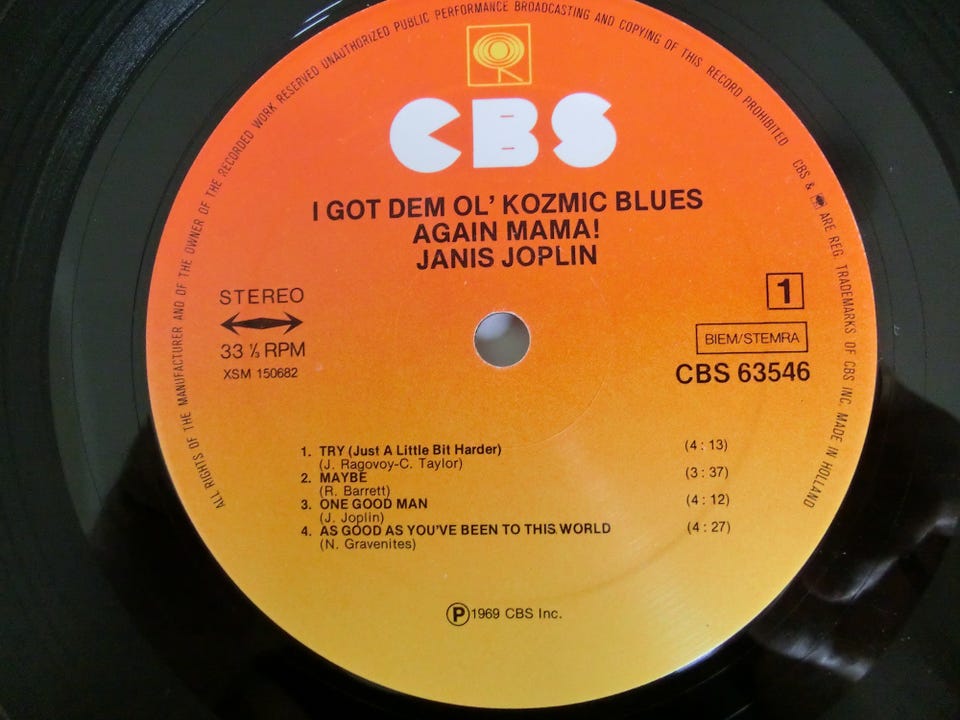 ALL RIGHTS OF THE MANUFACTURER AND OF THE OWNER OF THE RECORDED WORK RESERVED UNAUTHORIZED PUBLIC PERFORMANCE BROADCASTING AND COPYING OF THIS RECORD PROHIBITED
CBS & ARE REG. TRADEMARKS OF CBS INC. MADE IN HOLLAND
CBS
I GOT DEM OL' KOZMIC BLUES
AGAIN MAMA!
JANIS JOPLIN
STEREO
33 ⅓ RPM
XSM 150682
1
BIEM/STEMRA
CBS 63546
1. TRY (Just A Little Bit Harder) (4 : 13)
(J. Ragovoy-C. Taylor)
2. MAYBE (3 : 37)
(R. Barrett)
3. ONE GOOD MAN (4 : 12)
(J. Joplin)
4. AS GOOD AS YOU'VE BEEN TO THIS WORLD (4 : 27)
(N. Gravenites)
℗ 1969 CBS Inc.